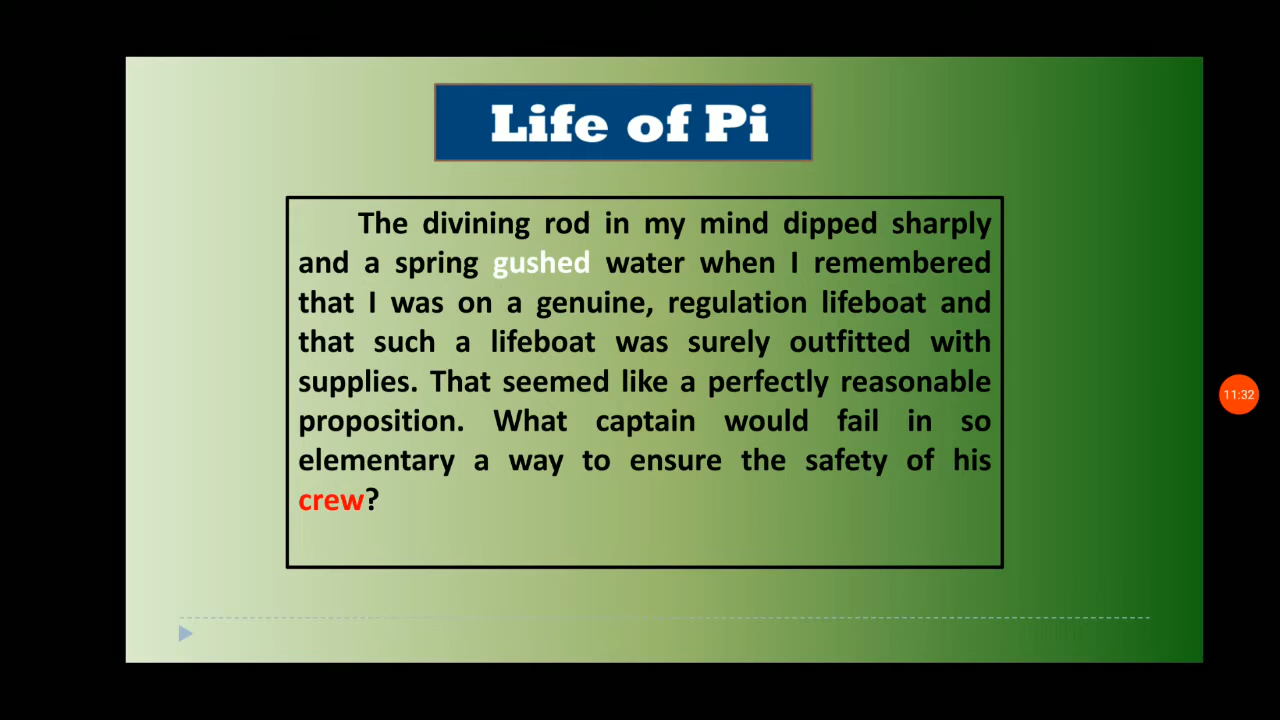 Life of Pi
The divining rod in my mind dipped sharply
and a spring gushed water when I remembered
that I was on a genuine, regulation lifeboat and
that such a lifeboat was surely outfitted with
supplies. That seemed like a perfectly reasonable
proposition. What captain would fail in so
elementary a way to ensure the safety of his
crew?
11:32